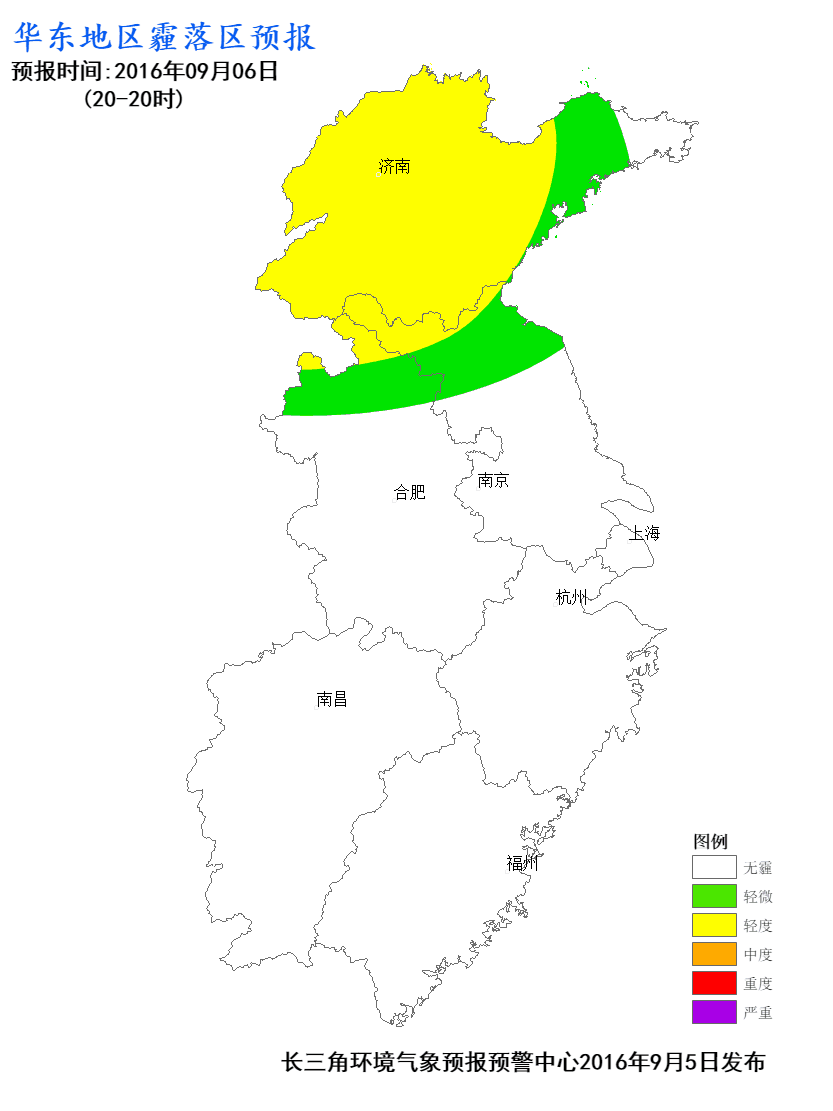 华东地区霾落区预报
预报时间:2016年09月06日
(20-20时)
济南
南京
合肥
上海
杭州
南昌
福州
图例
无霾
轻微
轻度
中度
重度
严重
长三角环境气象预报预警中心2016年9月5日发布